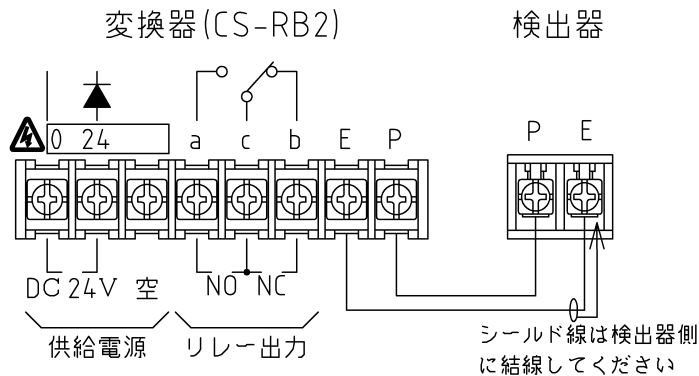 変換器(CS-RB2)
検出器
0 24
a c b E P
P E
DC24V 空
NO NC
供給電源
リレー出力
シールド線は検出器側
に結線してください